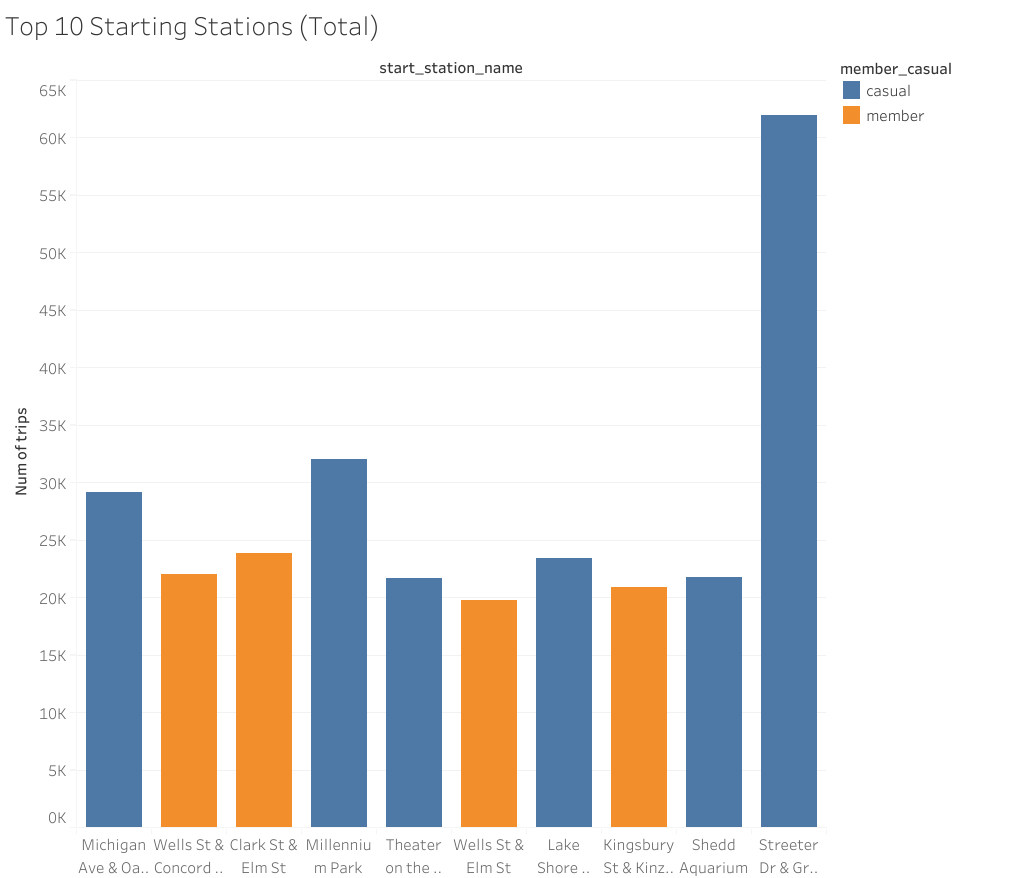 Top 10 Starting Stations (Total)
start_station_name
member_casual
casual
member
Num of trips
65K
60K
55K
50K
45K
40K
35K
30K
25K
20K
15K
10K
5K
0K
Michigan
Ave & Oa..
Wells St &
Concord ..
Clark St &
Elm St
Millenniu
m Park
Theater
on the ..
Wells St &
Elm St
Lake
Shore ..
Kingsbury
St & Kinz..
Shedd
Aquarium
Streeter
Dr & Gr..